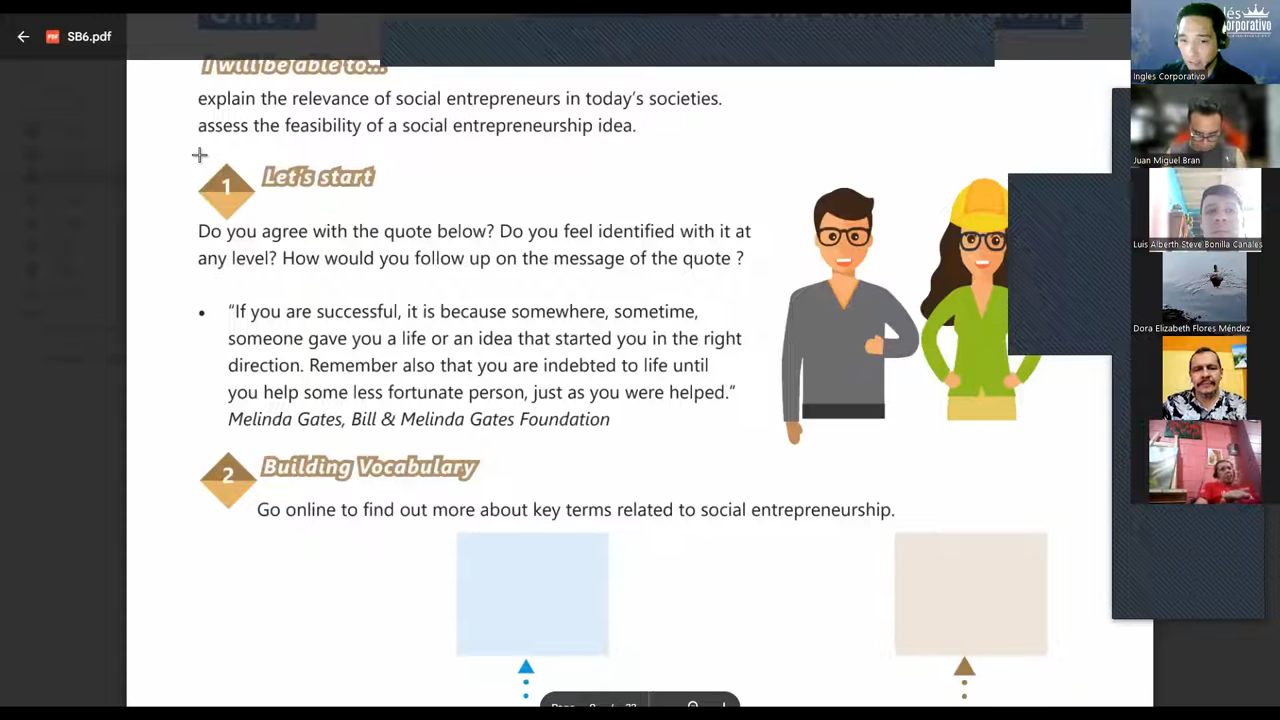 SB6.pdf
I will be able to...
explain the relevance of social entrepreneurs in today's societies.
assess the feasibility of a social entrepreneurship idea.
1
Let's start
Do you agree with the quote below? Do you feel identified with it at
any level? How would you follow up on the message of the quote ?
• "If you are successful, it is because somewhere, sometime,
someone gave you a life or an idea that started you in the right
direction. Remember also that you are indebted to life until
you help some less fortunate person, just as you were helped."
Melinda Gates, Bill & Melinda Gates Foundation
2
Building Vocabulary
Go online to find out more about key terms related to social entrepreneurship.
Ingles Corporativo
Juan Miguel Bran
Luis Alberth Steve Bonilla Canales
Dora Elizabeth Flores Méndez